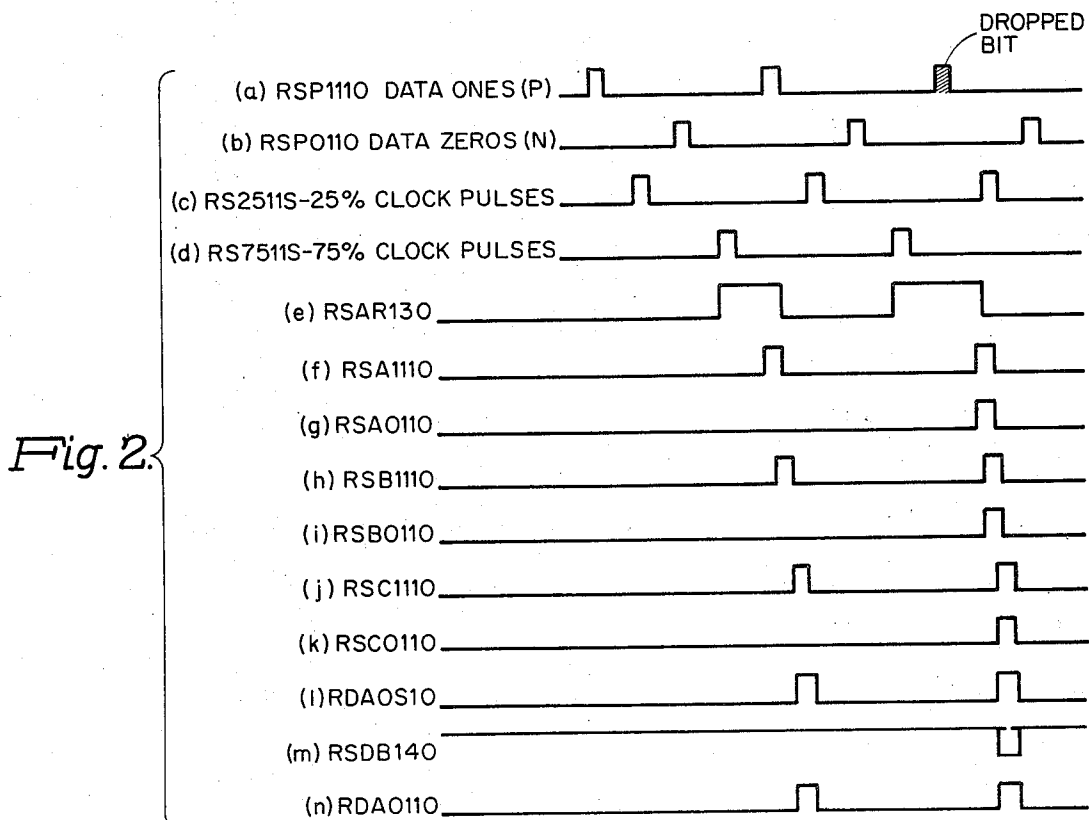 DROPPED
BIT
(a) RSP1110 DATA ONES (P)
(b) RSP0110 DATA ZEROS (N)
(c) RS2511S-25% CLOCK PULSES
(d) RS7511S-75% CLOCK PULSES
(e) RSAR130
(f) RSA1110
(g) RSA0110
Fig. 2.
(h) RSB1110
(i) RSB0110
(j) RSC1110
(k) RSC0110
(l) RDA0S10
(m) RSDB140
(n) RDA0110